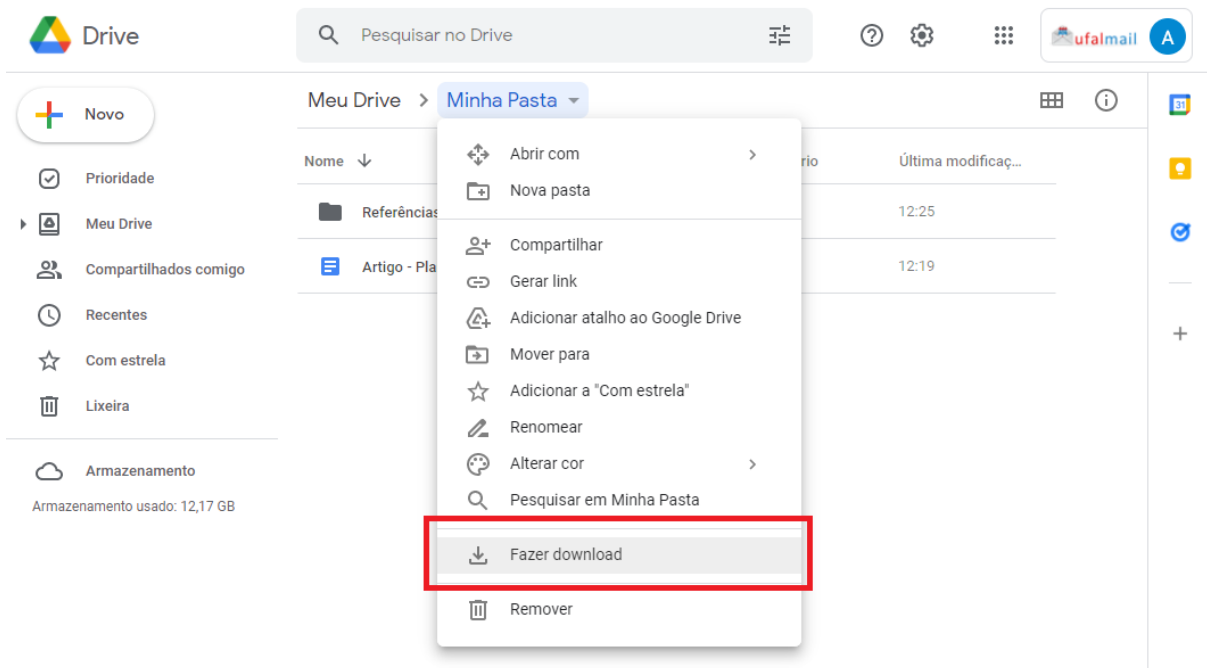 Drive
Pesquisar no Drive
ufalmail
A
Novo
Meu Drive > Minha Pasta
31
Prioridade
Meu Drive
Compartilhados comigo
Recentes
Com estrela
Lixeira
Armazenamento
Armazenamento usado: 12,17 GB
Nome
Última modificaç...
Referências
12:25
Artigo - Pla
12:19
Abrir com
Nova pasta
Compartilhar
Gerar link
Adicionar atalho ao Google Drive
Mover para
Adicionar a "Com estrela"
Renomear
Alterar cor
Pesquisar em Minha Pasta
Fazer download
Remover